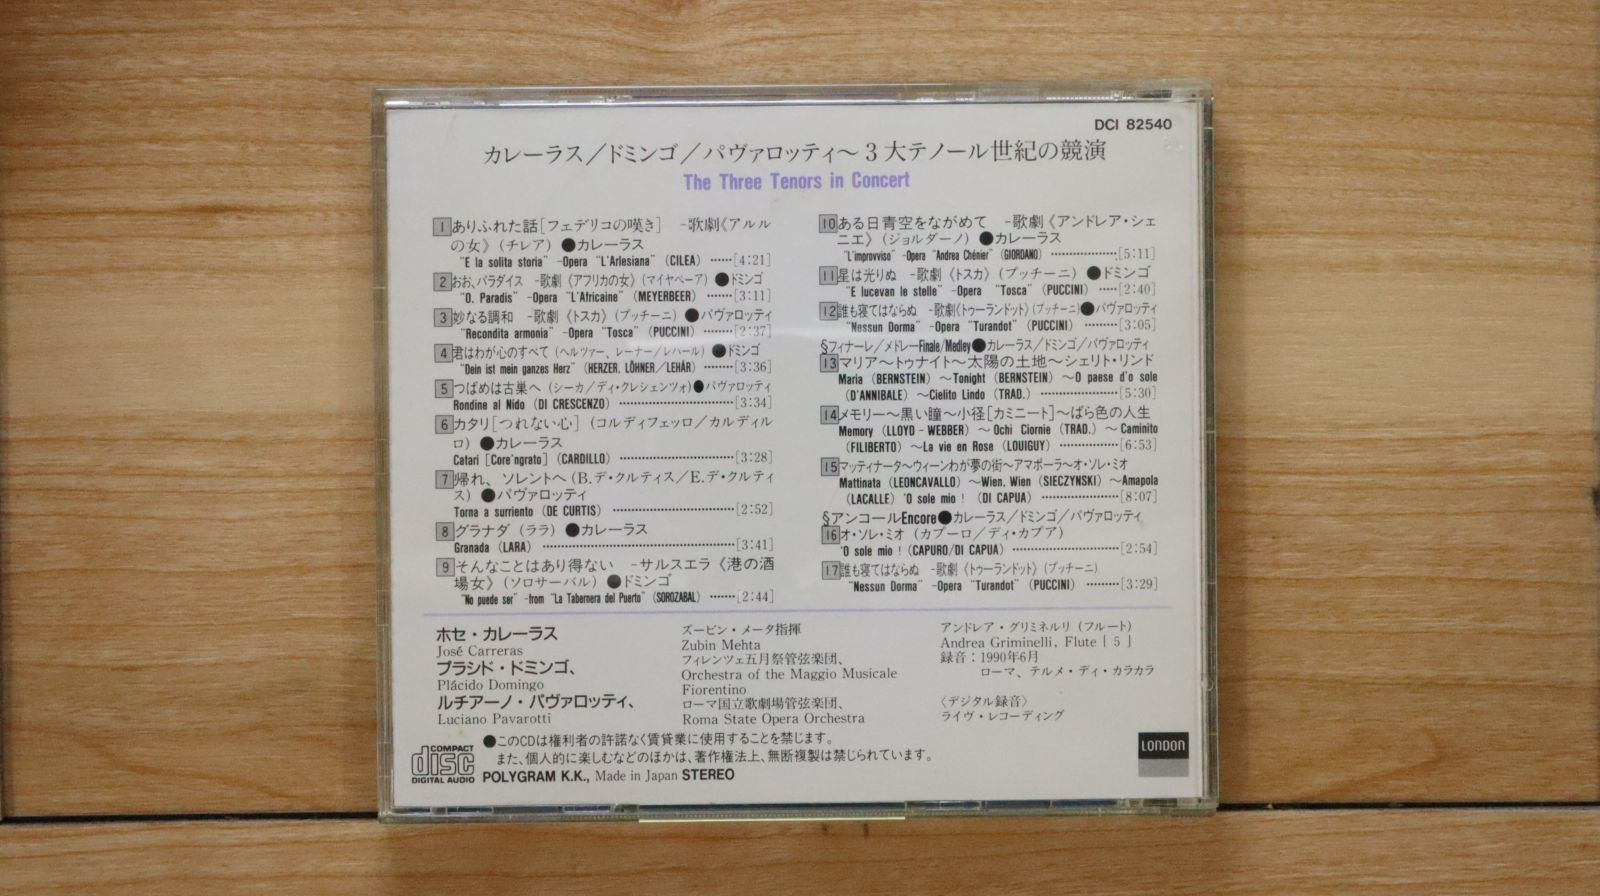 DCI 82540
カレーラス/ドミンゴ/パヴァロッティ~3大テノール世紀の競演
The Three Tenors in Concert
1 ありふれた話[フェデリコの嘆き] -歌劇《アルル
の女》(チレア) ●カレーラス
"E la solita storia" -Opera "L'Arlesiana" (CILEA) ……[4:21]
2 おお、パラダイス -歌劇《アフリカの女》(マイヤベーア) ●ドミンゴ
"O, Paradis" -Opera "L'Africaine" (MEYERBEER) ……[3:11]
3 妙なる調和 -歌劇《トスカ》(プッチーニ) ●パヴァロッティ
"Recondita armonia" -Opera "Tosca" (PUCCINI) ……[2:37]
4 君はわが心のすべて (ヘルツァー、レーナー/レハール) ●ドミンゴ
"Dein ist mein ganzes Herz" (HERZER, LÖHNER/LEHÁR) ……[3:36]
5 つばめは古巣へ (シーカ/ディ・クレシェンツォ) ●パヴァロッティ
Rondine al Nido (DI CRESCENZO) ……[3:34]
6 カタリ[つれない心] (コルディフェッロ/カルディル
ロ) ●カレーラス
Catari [Core'ngrato] (CARDILLO) ……[3:28]
7 帰れ、ソレントへ (B.デ・クルティス/E.デ・クルティ
ス) ●パヴァロッティ
Torna a surriento (DE CURTIS) ……[2:52]
8 グラナダ (ララ) ●カレーラス
Granada (LARA) ……[3:41]
9 そんなことはあり得ない -サルスエラ《港の酒
場女》(ソロサーバル) ●ドミンゴ
"No puede ser" -from "La Tabernera del Puerto" (SOROZABAL) ……[2:44]
10 ある日青空をながめて -歌劇《アンドレア・シェ
ニエ》(ジョルダーノ) ●カレーラス
"L'improvviso" -Opera "Andrea Chénier" (GIORDANO) ……[5:11]
11 星は光りぬ -歌劇《トスカ》(プッチーニ) ●ドミンゴ
"E lucevan le stelle" -Opera "Tosca" (PUCCINI) ……[2:40]
12 誰も寝てはならぬ -歌劇《トゥーランドット》(プッチーニ) ●パヴァロッティ
"Nessun Dorma" -Opera "Turandot" (PUCCINI) ……[3:05]
§フィナーレ/メドレーFinale/Medley●カレーラス/ドミンゴ/パヴァロッティ
13 マリア~トゥナイト~太陽の土地~シェリト・リンド
Maria (BERNSTEIN) ~Tonight (BERNSTEIN) ~O paese d'o sole
(D'ANNIBALE) ~Cielito Lindo (TRAD.) ……[5:30]
14 メモリー~黒い瞳~小径[カミニート]~ばら色の人生
Memory (LLOYD-WEBBER) ~Ochi Ciornie (TRAD.) ~Caminito
(FILIBERTO) ~La vie en Rose (LOUIGUY) ……[6:53]
15 マッティナータ~ウィーンわが夢の街~アマポーラ~オ・ソレ・ミオ
Mattinata (LEONCAVALLO) ~Wien, Wien (SIECZYNSKI) ~Amapola
(LACALLE) 'O sole mio! (DI CAPUA) ……[8:07]
§アンコールEncore●カレーラス/ドミンゴ/パヴァロッティ
16 オ・ソレ・ミオ (カプーロ/ディ・カプア)
'O sole mio! (CAPURO/DI CAPUA) ……[2:54]
17 誰も寝てはならぬ -歌劇《トゥーランドット》(プッチーニ)
"Nessun Dorma" -Opera "Turandot" (PUCCINI) ……[3:29]
ホセ・カレーラス
José Carreras
プラシド・ドミンゴ、
Plácido Domingo
ルチアーノ・パヴァロッティ、
Luciano Pavarotti
ズービン・メータ指揮
Zubin Mehta
フィレンツェ五月祭管弦楽団、
Orchestra of the Maggio Musicale
Fiorentino
ローマ国立歌劇場管弦楽団、
Roma State Opera Orchestra
アンドレア・グリミネルリ (フルート)
Andrea Griminelli, Flute [5]
録音:1990年6月
ローマ、テルメ・ディ・カラカラ
〈デジタル録音〉
ライヴ・レコーディング
COMPACT
disc
DIGITAL AUDIO
●このCDは権利者の許諾なく賃貸業に使用することを禁じます。
また、個人的に楽しむなどのほかは、著作権法上、無断複製は禁じられています。
POLYGRAM K.K., Made in Japan STEREO
LONDON